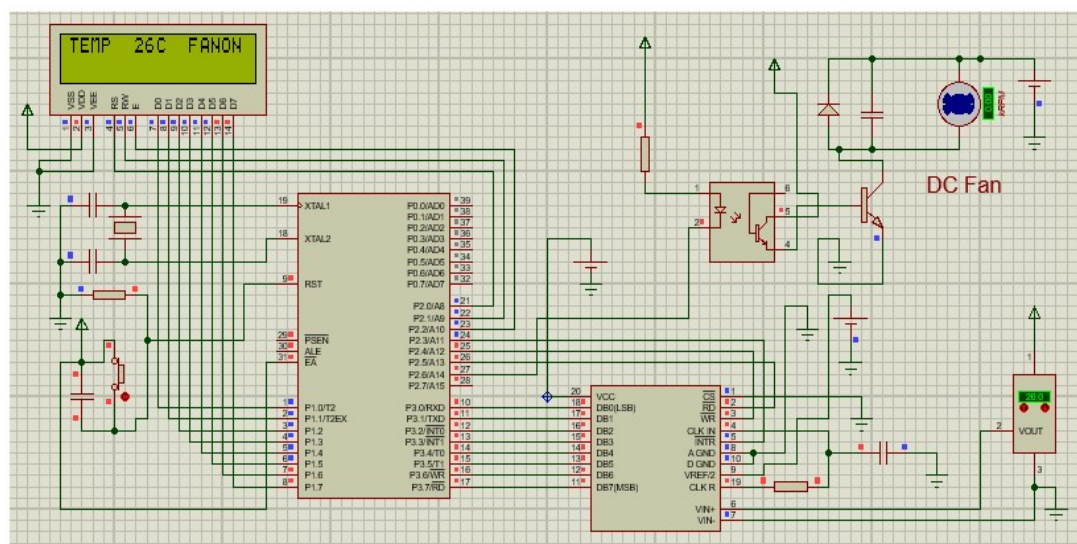 TEMP 26C FANON
VSS VDD VEE RS RW E D0 D1 D2 D3 D4 D5 D6 D7
1 2 3 4 5 6 7 8 9 10 11 12 13 14
19 XTAL1
18 XTAL2
9 RST
29 PSEN
30 ALE
31 EA
1 P1.0/T2
2 P1.1/T2EX
3 P1.2
4 P1.3
5 P1.4
6 P1.5
7 P1.6
8 P1.7
P0.0/AD0 39
P0.1/AD1 38
P0.2/AD2 37
P0.3/AD3 36
P0.4/AD4 35
P0.5/AD5 34
P0.6/AD6 33
P0.7/AD7 32
P2.0/A8 21
P2.1/A9 22
P2.2/A10 23
P2.3/A11 24
P2.4/A12 25
P2.5/A13 26
P2.6/A14 27
P2.7/A15 28
P3.0/RXD 10
P3.1/TXD 11
P3.2/INT0 12
P3.3/INT1 13
P3.4/T0 14
P3.5/T1 15
P3.6/WR 16
P3.7/RD 17
1
2
6
5
4
kRPM
DC Fan
20 VCC
18 DB0(LSB)
17 DB1
16 DB2
15 DB3
14 DB4
13 DB5
12 DB6
11 DB7(MSB)
CS 1
RD 2
WR 3
CLK IN 4
INTR 5
A GND 8
D GND 10
VREF/2 9
CLK R 19
VIN+ 6
VIN- 7
1
26.0
2 VOUT
3